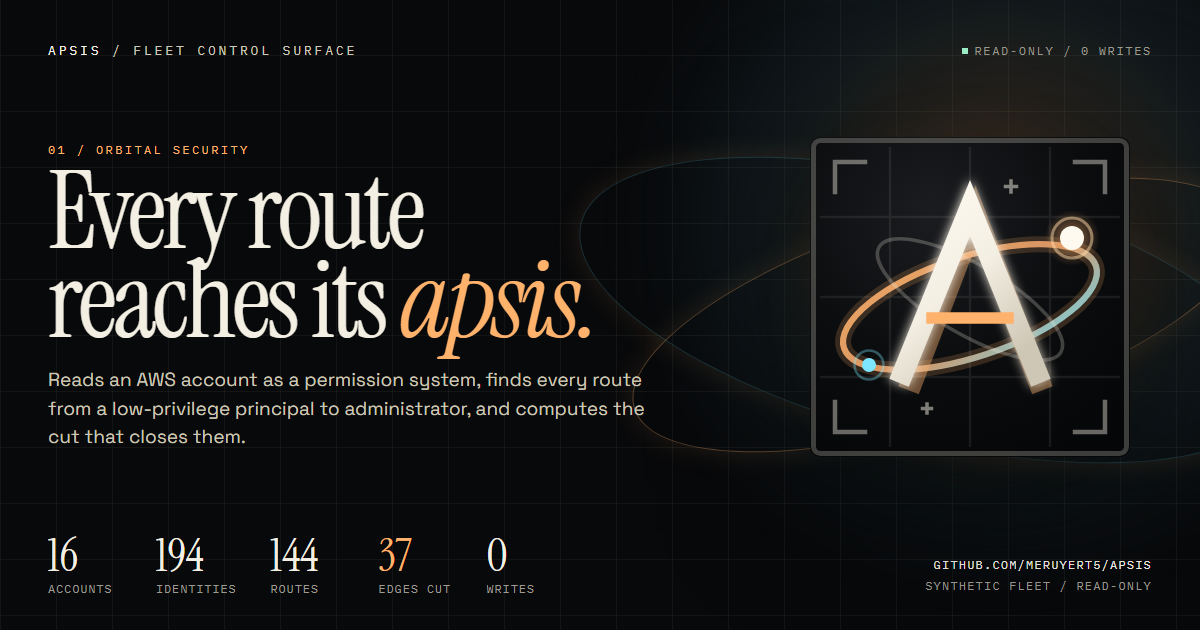 APSIS / FLEET CONTROL SURFACE
READ-ONLY / 0 WRITES
01 / ORBITAL SECURITY
Every route
reaches its apsis.
Reads an AWS account as a permission system, finds every route
from a low-privilege principal to administrator, and computes the
cut that closes them.
A
16 194 144 37 0
ACCOUNTS IDENTITIES ROUTES EDGES CUT WRITES
GITHUB.COM/MERUYERT5/APSIS
SYNTHETIC FLEET / READ-ONLY